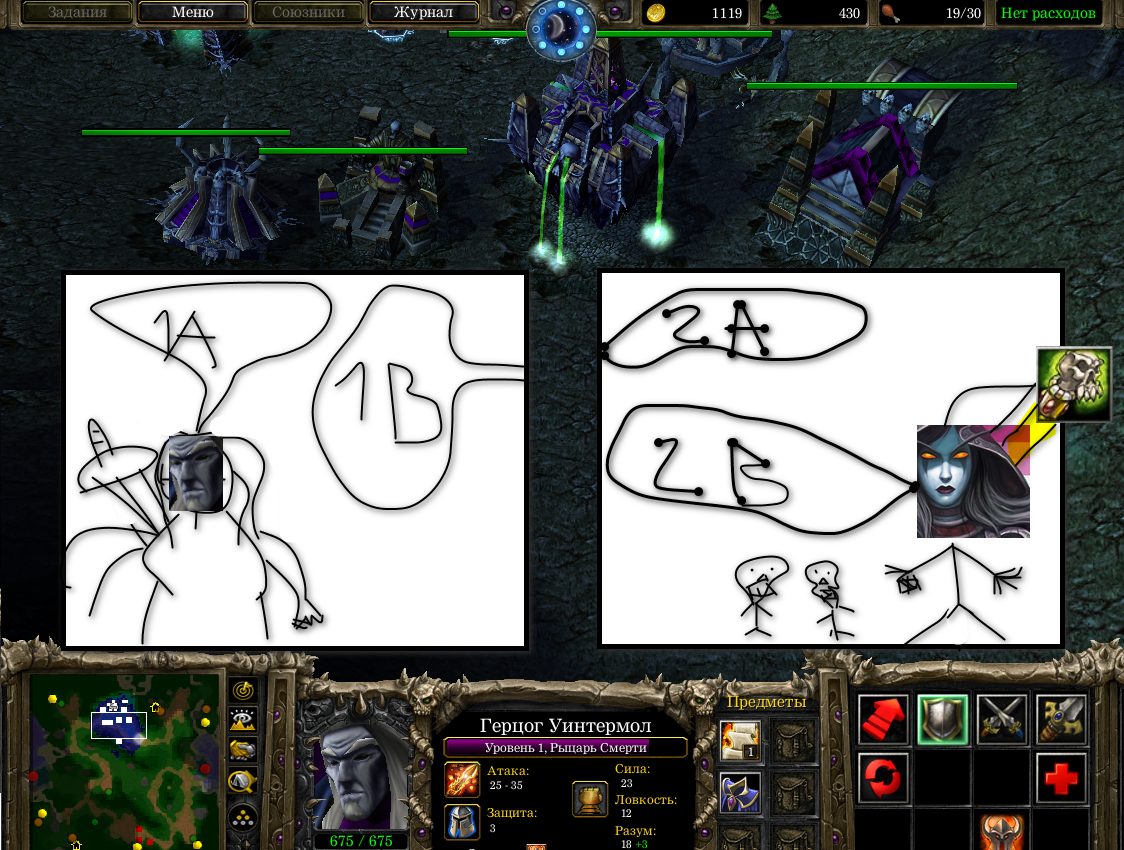 Задания
Меню
Союзники
Журнал
1119
430
19/30
Нет расходов
1A
1B
2A
2B
Герцог Уинтермол
Уровень 1, Рыцарь Смерти
Атака:
25 - 35
Защита:
3
Сила:
23
Ловкость:
12
Разум:
18 +3
Предметы
1
675 / 675